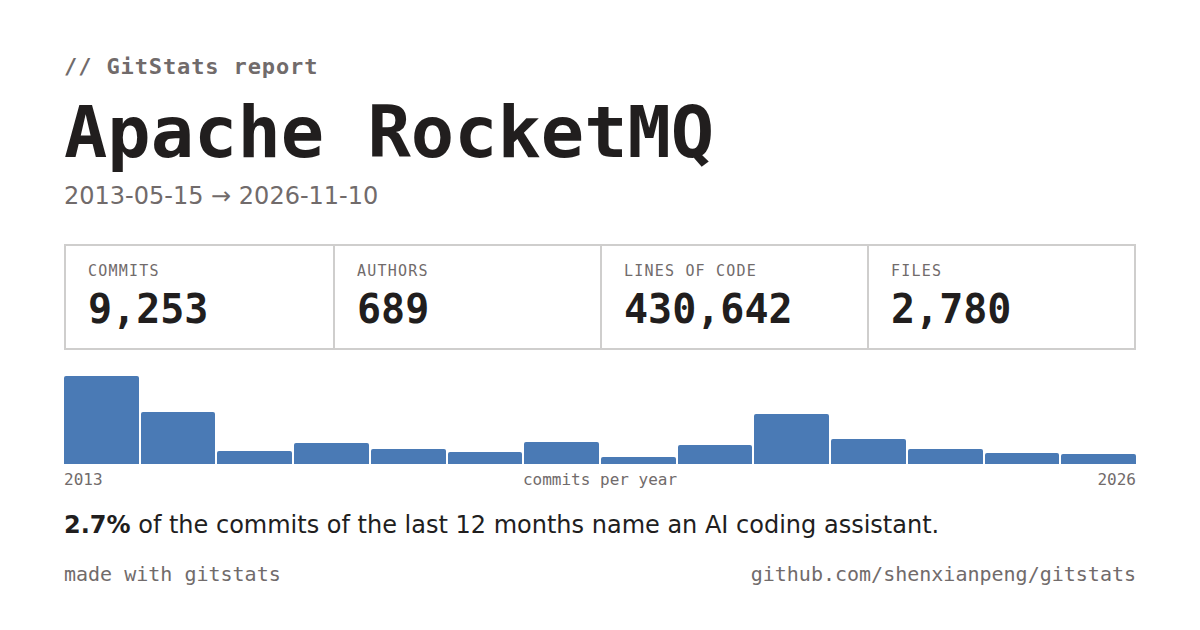 // GitStats report
Apache RocketMQ
2013-05-15 → 2026-11-10
COMMITS AUTHORS LINES OF CODE FILES
9,253 689 430,642 2,780
2013 commits per year 2026
2.7% of the commits of the last 12 months name an AI coding assistant.
made with gitstats github.com/shenxianpeng/gitstats